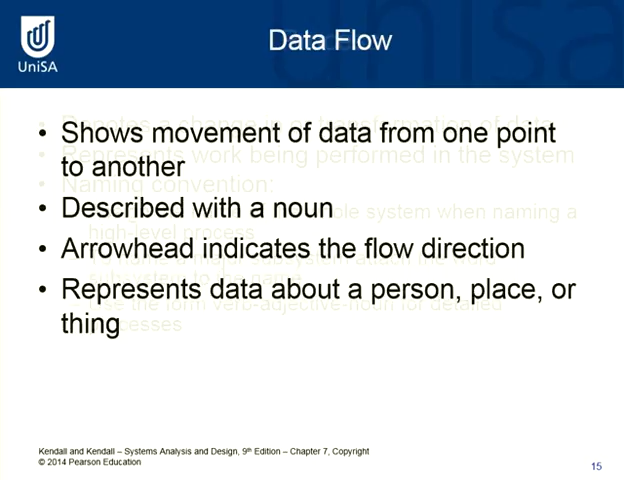 UniSA
Data Flow
• Shows movement of data from one point
to another
• Described with a noun
• Arrowhead indicates the flow direction
• Represents data about a person, place, or
thing
Kendall and Kendall – Systems Analysis and Design, 9th Edition – Chapter 7, Copyright
© 2014 Pearson Education
15